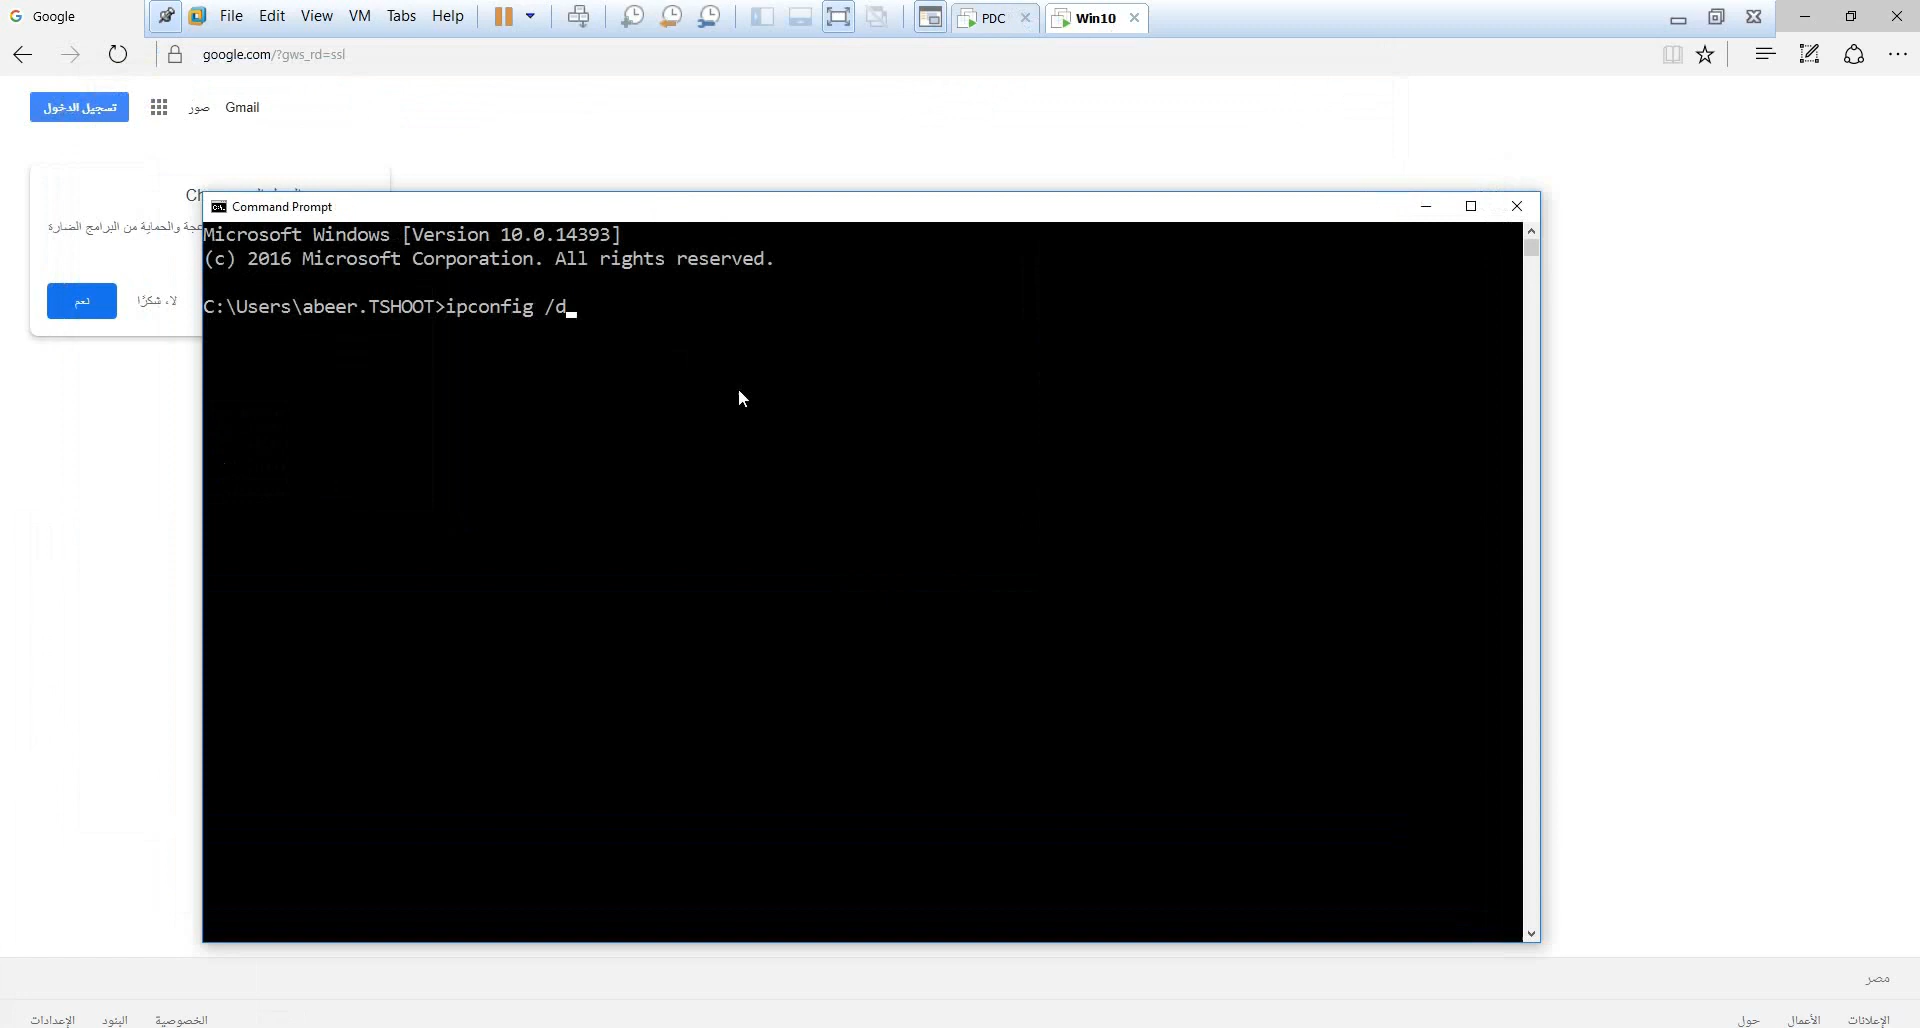 Google
File Edit View VM Tabs Help
PDC
Win10
google.com/?gws_rd=ssl
تسجيل الدخول
صور
Gmail
والحماية من البرامج الضارة
نعم
لا، شكرًا
Command Prompt
Microsoft Windows [Version 10.0.14393]
(c) 2016 Microsoft Corporation. All rights reserved.
C:\Users\abeer.TSHOOT>ipconfig /d
مصر
الإعلانات الأعمال حول
الخصوصية البنود الإعدادات